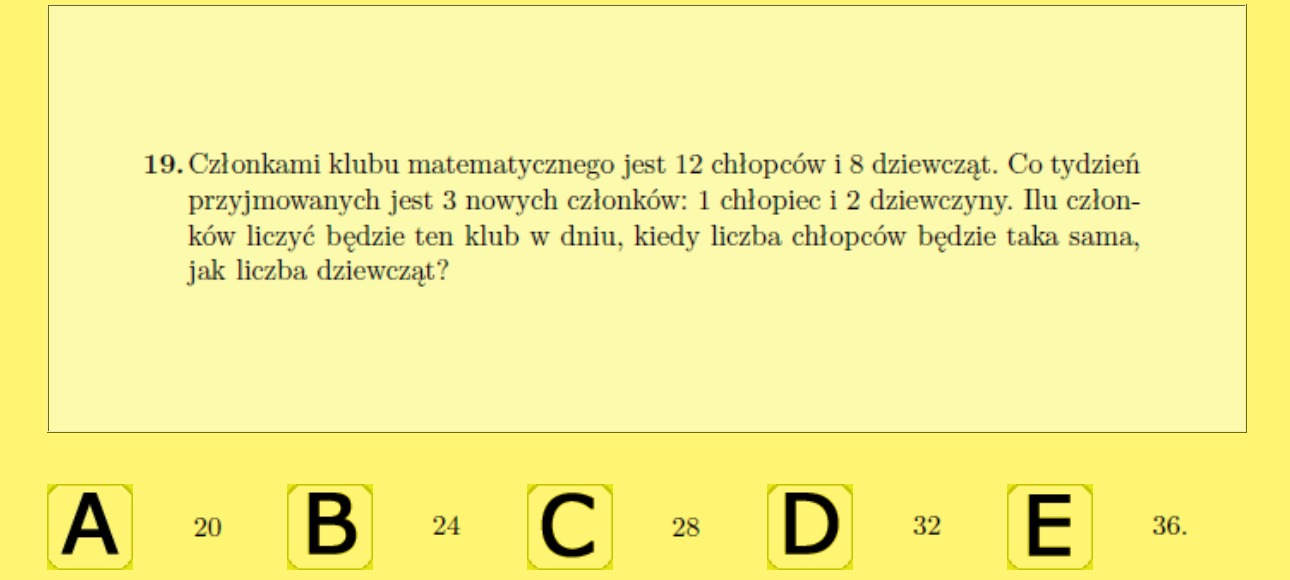 19. Członkami klubu matematycznego jest 12 chłopców i 8 dziewcząt. Co tydzień
przyjmowanych jest 3 nowych członków: 1 chłopiec i 2 dziewczyny. Ilu człon-
ków liczyć będzie ten klub w dniu, kiedy liczba chłopców będzie taka sama,
jak liczba dziewcząt?
A 20 B 24 C 28 D 32 E 36.